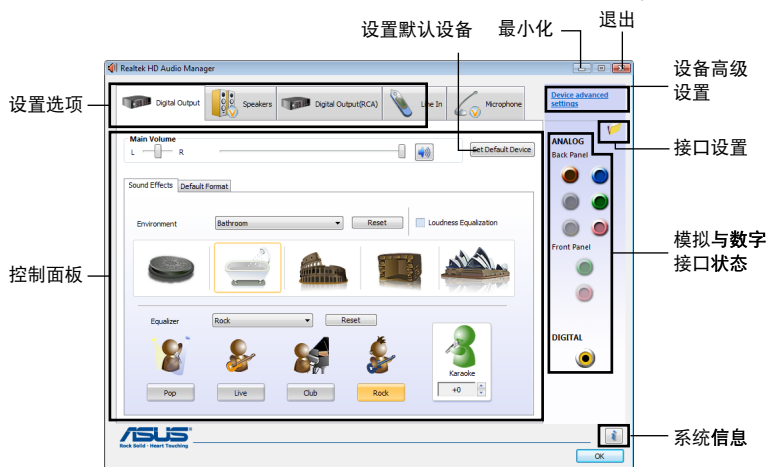 设置默认设备
最小化
退出
设置选项
控制面板
设备高级
设置
接口设置
模拟与数字
接口状态
系统信息
Realtek HD Audio Manager
Digital Output
Speakers
Digital Output(RCA)
Line In
Microphone
Device advanced
settings
Main Volume
L
R
Set Default Device
ANALOG
Back Panel
Sound Effects
Default Format
Environment
Bathroom
Reset
Loudness Equalization
Front Panel
Equalizer
Rock
Reset
DIGITAL
Pop
Live
Club
Rock
Karaoke
+0
ASUS
Rock Solid · Heart Touching
OK